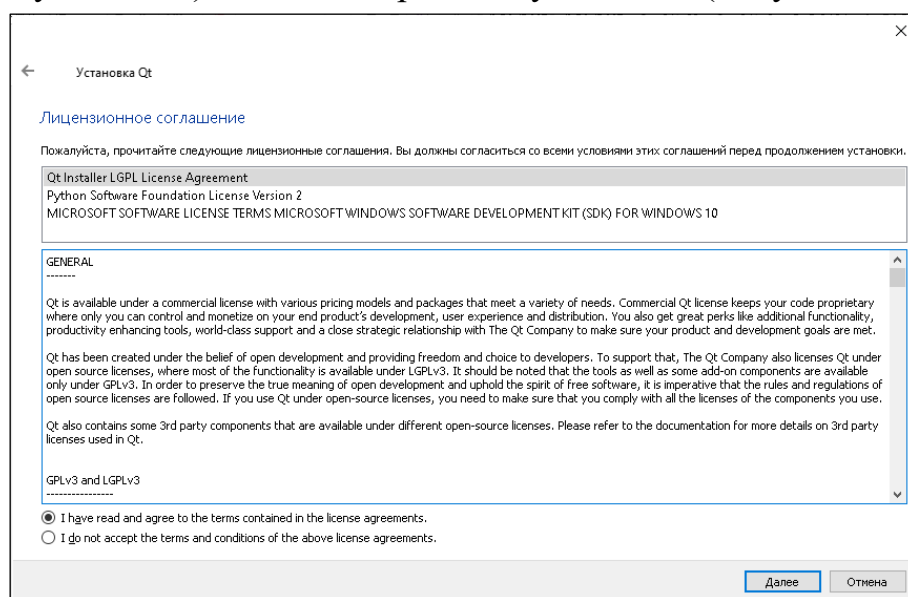 Установка Qt
Лицензионное соглашение
Пожалуйста, прочитайте следующие лицензионные соглашения. Вы должны согласиться со всеми условиями этих соглашений перед продолжением установки.
Qt Installer LGPL License Agreement
Python Software Foundation License Version 2
MICROSOFT SOFTWARE LICENSE TERMS MICROSOFT WINDOWS SOFTWARE DEVELOPMENT KIT (SDK) FOR WINDOWS 10
GENERAL
-------
Qt is available under a commercial license with various pricing models and packages that meet a variety of needs. Commercial Qt license keeps your code proprietary
where only you can control and monetize on your end product's development, user experience and distribution. You also get great perks like additional functionality,
productivity enhancing tools, world-class support and a close strategic relationship with The Qt Company to make sure your product and development goals are met.
Qt has been created under the belief of open development and providing freedom and choice to developers. To support that, The Qt Company also licenses Qt under
open source licenses, where most of the functionality is available under LGPLv3. It should be noted that the tools as well as some add-on components are available
only under GPLv3. In order to preserve the true meaning of open development and uphold the spirit of free software, it is imperative that the rules and regulations of
open source licenses are followed. If you use Qt under open-source licenses, you need to make sure that you comply with all the licenses of the components you use.
Qt also contains some 3rd party components that are available under different open-source licenses. Please refer to the documentation for more details on 3rd party
licenses used in Qt.
GPLv3 and LGPLv3
----------------
I have read and agree to the terms contained in the license agreements.
I do not accept the terms and conditions of the above license agreements.
Далее Отмена